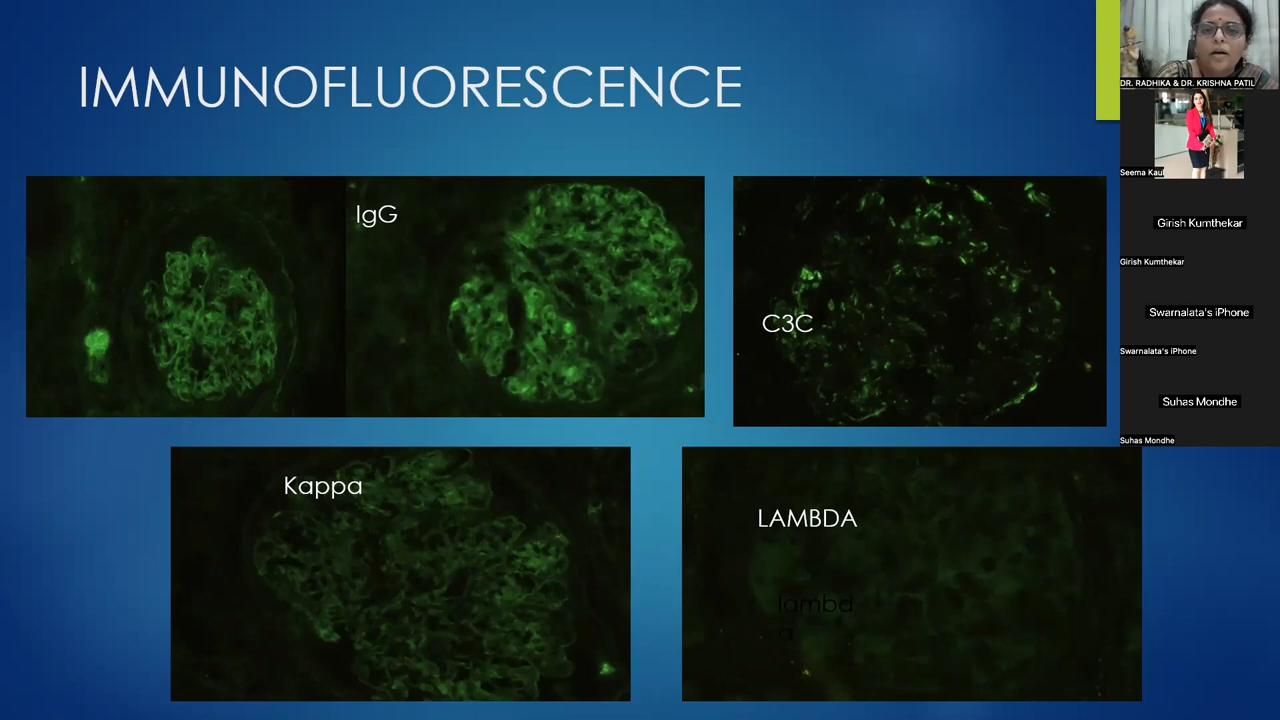 IMMUNOFLUORESCENCE
IgG
C3C
Kappa
LAMBDA
lambd
a
DR. RADHIKA & DR. KRISHNA PATIL
Seema Kaul
Girish Kumthekar
Girish Kumthekar
Swarnalata's iPhone
Swarnalata's iPhone
Suhas Mondhe
Suhas Mondhe